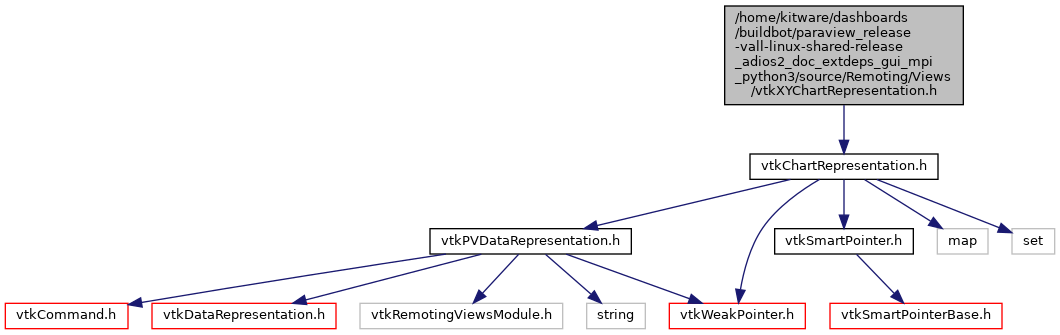 /home/kitware/dashboards
/buildbot/paraview_release
-vall-linux-shared-release
_adios2_doc_extdeps_gui_mpi
_python3/source/Remoting/Views
/vtkXYChartRepresentation.h
vtkChartRepresentation.h
vtkPVDataRepresentation.h
vtkSmartPointer.h
map
set
vtkCommand.h
vtkDataRepresentation.h
vtkRemotingViewsModule.h
string
vtkWeakPointer.h
vtkSmartPointerBase.h